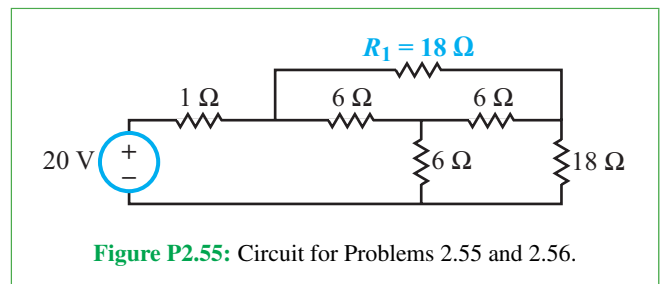 R1 = 18 Ω
1 Ω
6 Ω
6 Ω
20 V
+
−
6 Ω
18 Ω
Figure P2.55: Circuit for Problems 2.55 and 2.56.